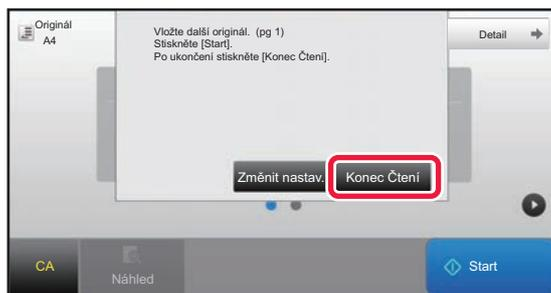 Originál
A4
Vložte další originál. (pg 1)
Stiskněte [Start].
Po ukončení stiskněte [Konec Čtení].
Detail
Změnit nastav.
Konec Čtení
CA
Náhled
Start